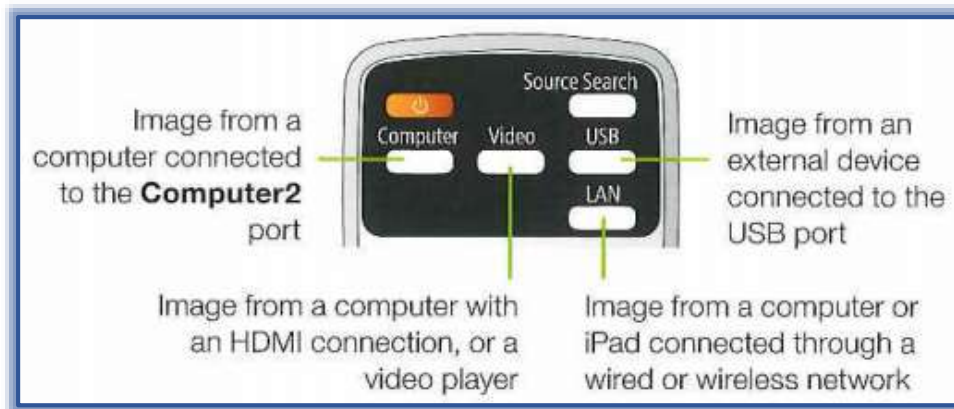 Source Search
Computer
Video
USB
LAN
Image from a
computer connected
to the Computer2
port
Image from an
external device
connected to the
USB port
Image from a computer with
an HDMI connection, or a
video player
Image from a computer or
iPad connected through a
wired or wireless network